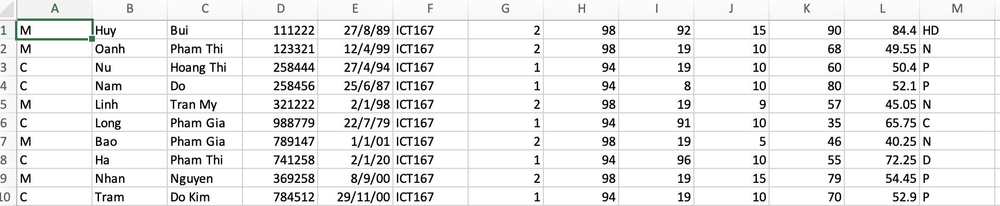 A B C D E F G H I J K L M
1 M Huy Bui 111222 27/8/89 ICT167 2 98 92 15 90 84.4 HD
2 M Oanh Pham Thi 123321 12/4/99 ICT167 2 98 19 10 68 49.55 N
3 C Nu Hoang Thi 258444 27/4/94 ICT167 1 94 19 10 60 50.4 P
4 C Nam Do 258456 25/6/87 ICT167 1 94 8 10 80 52.1 P
5 M Linh Tran My 321222 2/1/98 ICT167 2 98 19 9 57 45.05 N
6 C Long Pham Gia 988779 22/7/79 ICT167 1 94 91 10 35 65.75 C
7 M Bao Pham Gia 789147 1/1/01 ICT167 2 98 19 5 46 40.25 N
8 C Ha Pham Thi 741258 2/1/20 ICT167 1 94 96 10 55 72.25 D
9 M Nhan Nguyen 369258 8/9/00 ICT167 2 98 19 15 79 54.45 P
10 C Tram Do Kim 784512 29/11/00 ICT167 1 94 19 10 70 52.9 P